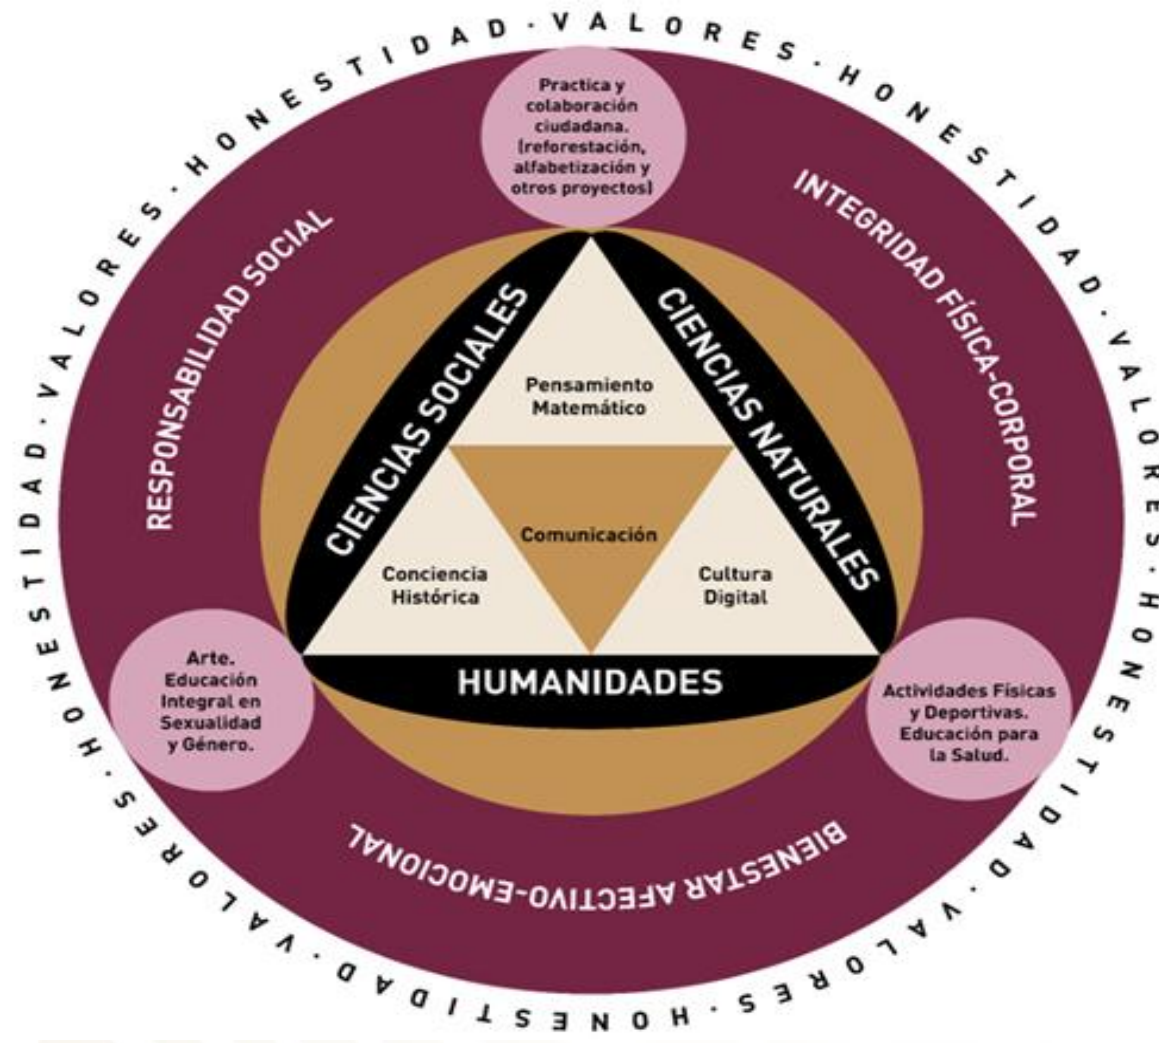 VALORES · HONESTIDAD · VALORES · HONESTIDAD · VALORES · HONESTIDAD · VALORES · HONESTIDAD · VALORES · HONESTIDAD ·
Practica y
colaboración
ciudadana.
(reforestación,
alfabetización y
otros proyectos)
RESPONSABILIDAD SOCIAL
INTEGRIDAD FÍSICA-CORPORAL
CIENCIAS SOCIALES
CIENCIAS NATURALES
Pensamiento
Matemático
Comunicación
Conciencia
Histórica
Cultura
Digital
HUMANIDADES
Arte.
Educación
Integral en
Sexualidad
y Género.
Actividades Físicas
y Deportivas.
Educación para
la Salud.
BIENESTAR AFECTIVO-EMOCIONAL